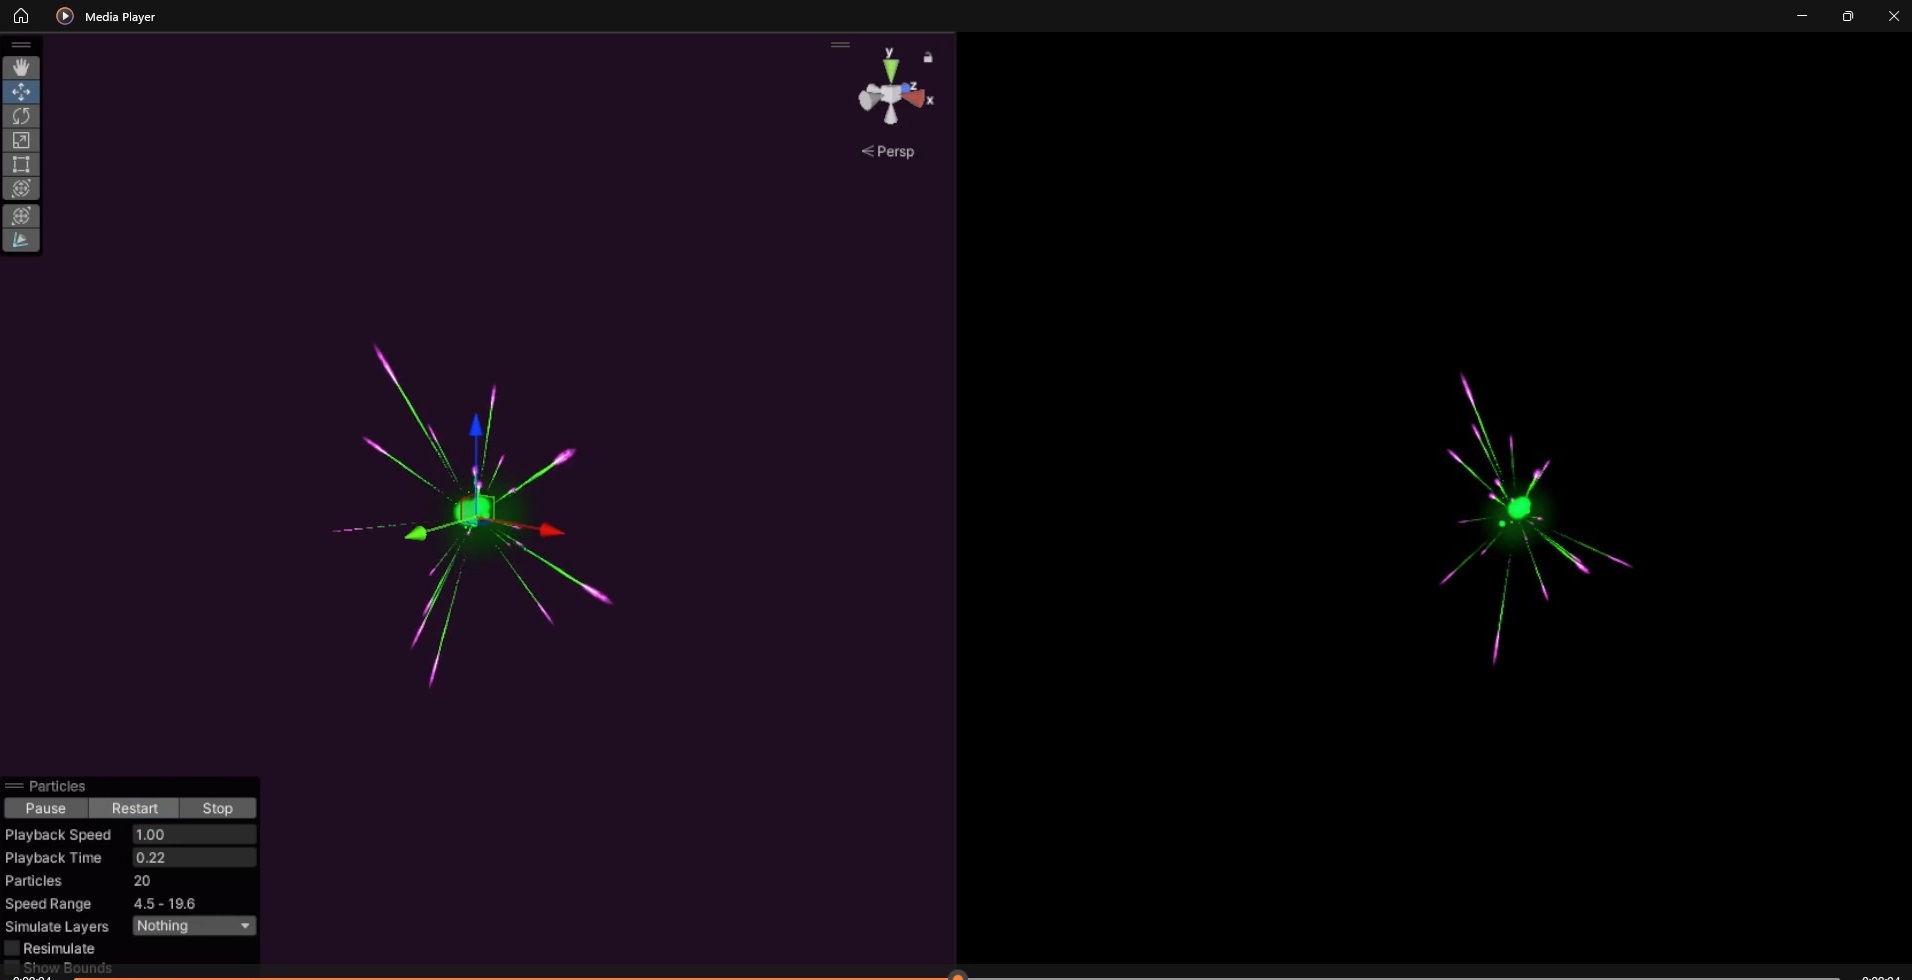 Media Player
y
z
x
Persp
Particles
Pause Restart Stop
Playback Speed 1.00
Playback Time 0.22
Particles 20
Speed Range 4.5 - 19.6
Simulate Layers Nothing
Resimulate
Show Bounds